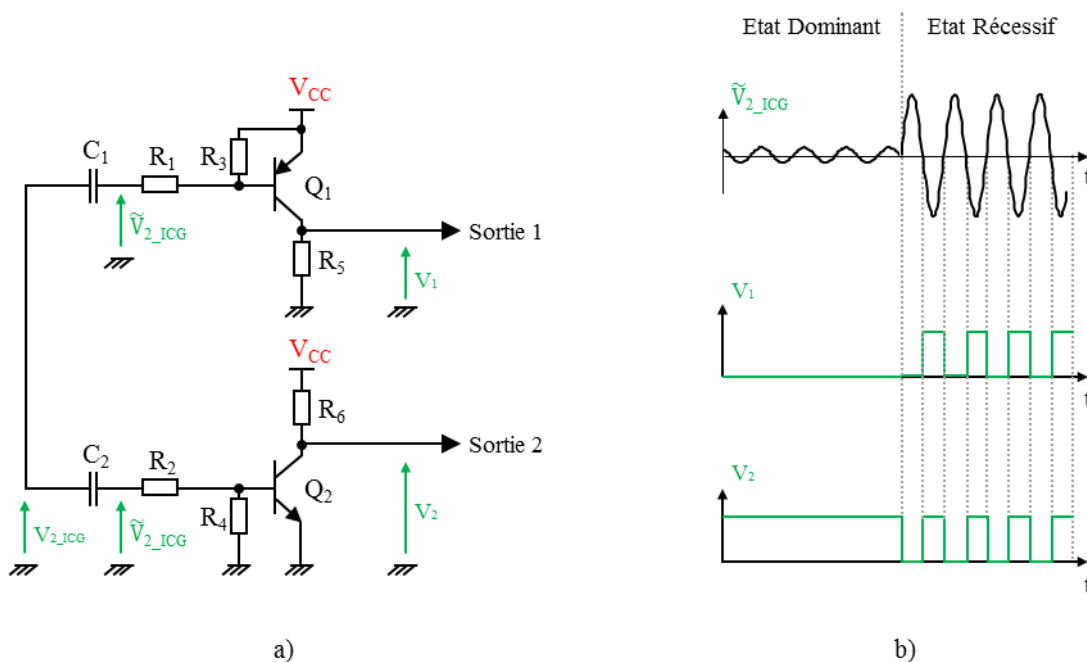 Etat Dominant
Etat Récessif
V_CC
C_1
R_1
R_3
Q_1
Ṽ_2_ICG
R_5
V_1
Sortie 1
V_CC
R_6
Sortie 2
C_2
R_2
Q_2
R_4
V_2_ICG
Ṽ_2_ICG
V_2
a)
Ṽ_2_ICG
t
V_1
t
V_2
t
b)